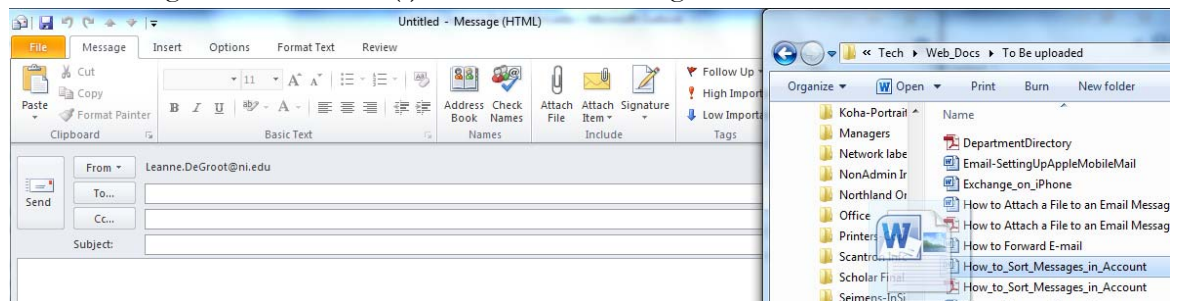 Untitled - Message (HTML)
File Message Insert Options Format Text Review
Cut
Copy
Format Painter
Paste
Clipboard
11
B I U
Basic Text
Address Book
Check Names
Names
Attach File
Attach Item
Signature
Include
Follow Up
High Import
Low Importa
Tags
From
Leanne.DeGroot@ni.edu
To...
Cc...
Subject:
Send
« Tech Web_Docs To Be uploaded
Organize Open Print Burn New folder
Koha-Portrait
Managers
Network labe
NonAdmin Ir
Northland Or
Office
Printers
Scholar Final
Seimens-InSi
Name
DepartmentDirectory
Email-SettingUpAppleMobileMail
Exchange_on_iPhone
How to Attach a File to an Email Messag
How to Attach a File to an Email Messag
How to Forward E-mail
How_to_Sort_Messages_in_Account
How_to_Sort_Messages_in_Account